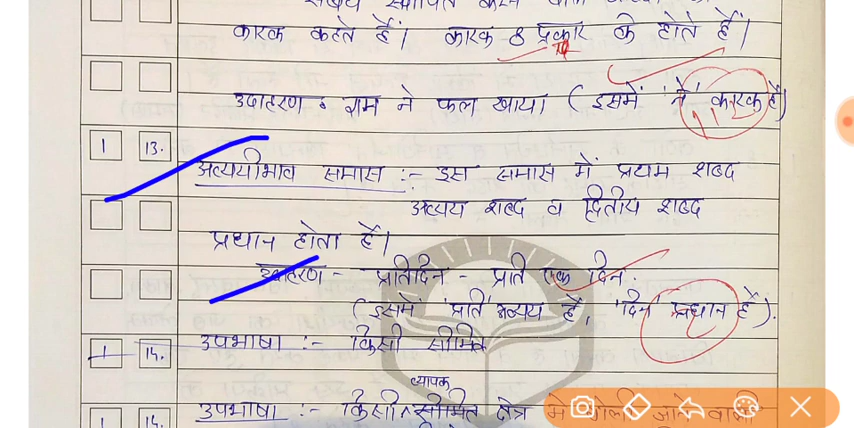 कारक कहते हैं। कारक 8 प्रकार के होते हैं।
उदाहरण : राम ने फल खाया ( इसमें 'ने' कारक है)
1 13. अव्ययीभाव समास :- इस समास में प्रथम शब्द
अव्यय शब्द व द्वितीय शब्द
प्रधान होता है।
उदाहरण - प्रतिदिन - प्रति एक दिन.
(इसमें 'प्रति' अव्यय है, 'दिन' प्रधान है).
1 14. उपभाषा :- किसी सीमित
व्यापक
1 14. उपभाषा :- किसी सीमित क्षेत्र में बोली जाने वाली